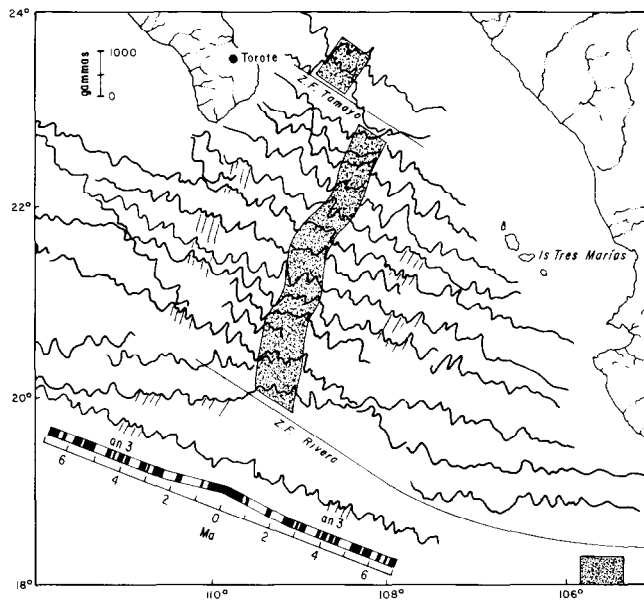 24°
gammas
1000
0
Torote
Z.F. Tamayo
22°
Is Tres Marías
20°
Z.F. Rivera
an 3
6
4
2
0
2
4
6
an 3
Ma
18°
110°
108°
106°